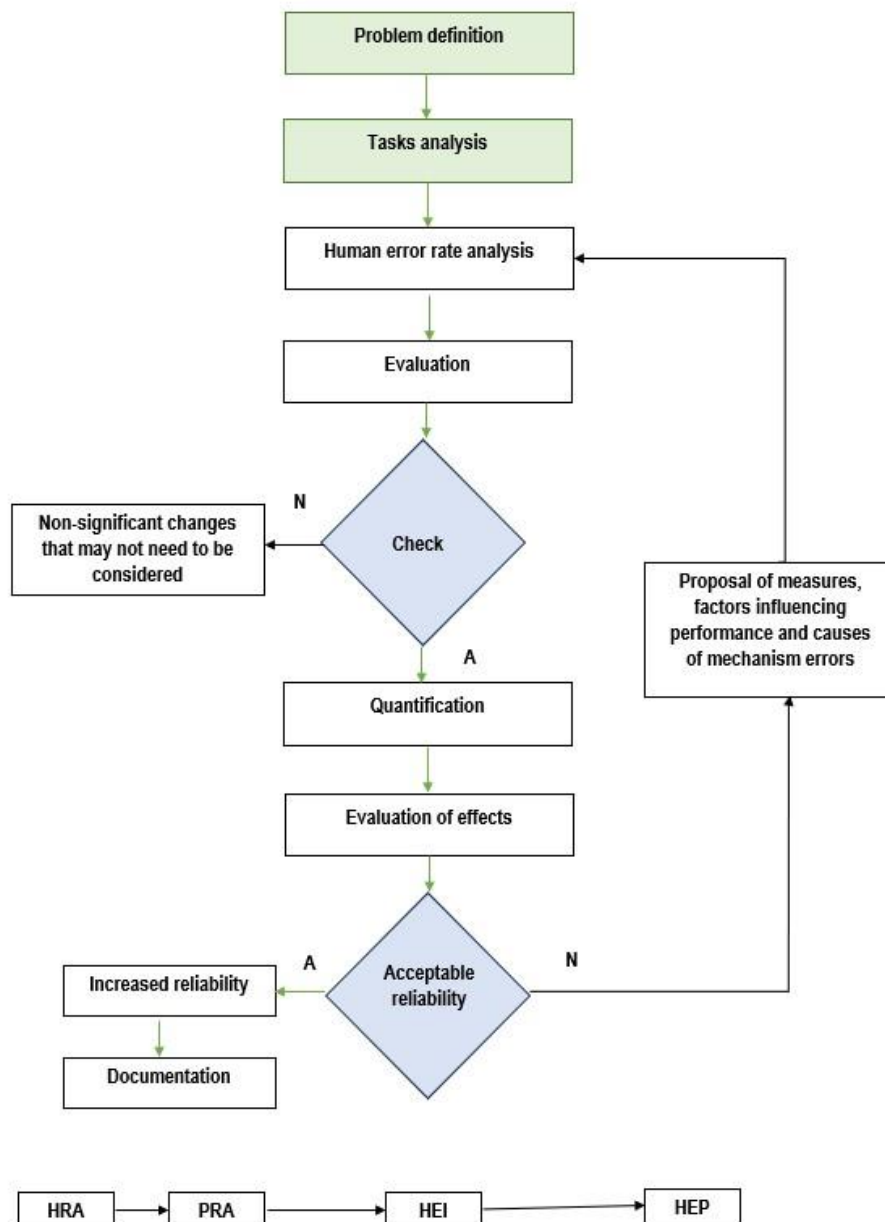 Problem definition
Tasks analysis
Human error rate analysis
Evaluation
N
Non-significant changes
that may not need to be
considered
Check
Proposal of measures,
factors influencing
performance and causes
of mechanism errors
A
Quantification
Evaluation of effects
A
N
Increased reliability
Acceptable
reliability
Documentation
HRA
PRA
HEI
HEP